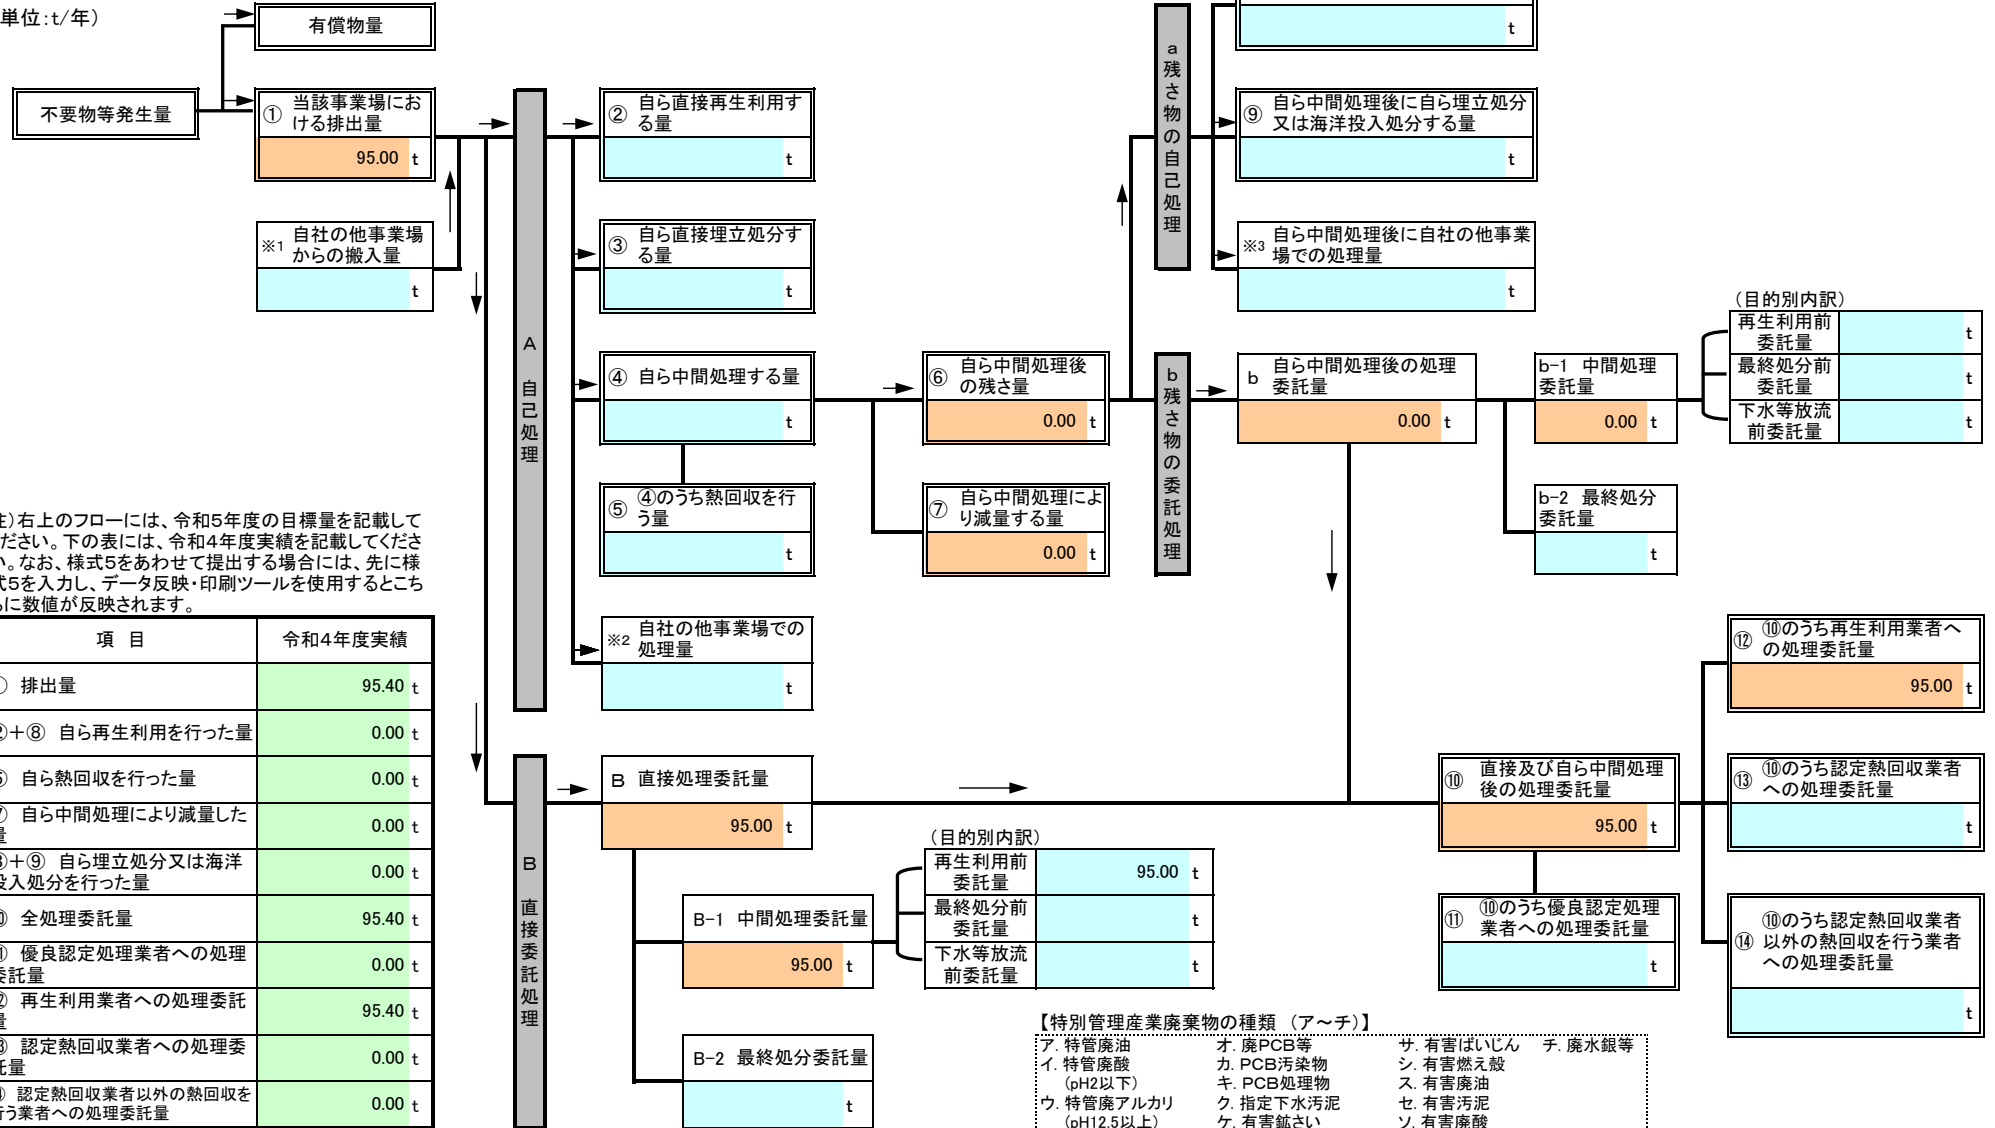 単位:t/年)
有償物量
不要物等発生量
① 当該事業場にお
ける排出量
95.00 t
※1 自社の他事業場
からの搬入量
t
A 自己処理
② 自ら直接再生利用す
る量
t
③ 自ら直接埋立処分す
る量
t
④ 自ら中間処理する量
t
⑤ ④のうち熱回収を行
う量
t
※2 自社の他事業場での
処理量
t
⑥ 自ら中間処理後
の残さ量
0.00 t
⑦ 自ら中間処理によ
り減量する量
0.00 t
a残さ物の自己処理
t
⑨ 自ら中間処理後に自ら埋立処分
又は海洋投入処分する量
t
※3 自ら中間処理後に自社の他事業
場での処理量
t
b残さ物の委託処理
b 自ら中間処理後の処理
委託量
0.00 t
b-1 中間処理
委託量
0.00 t
b-2 最終処分
委託量
t
(目的別内訳)
再生利用前
委託量 t
最終処分前
委託量 t
下水等放流
前委託量 t
)右上のフローには、令和5年度の目標量を記載して
ださい。下の表には、令和4年度実績を記載してくださ
。なお、様式5をあわせて提出する場合には、先に様
式5を入力し、データ反映・印刷ツールを使用するとこち
に数値が反映されます。
項 目 令和4年度実績
排出量 95.40 t
+⑧ 自ら再生利用を行った量 0.00 t
自ら熱回収を行った量 0.00 t
自ら中間処理により減量した
量 0.00 t
+⑨ 自ら埋立処分又は海洋
投入処分を行った量 0.00 t
全処理委託量 95.40 t
優良認定処理業者への処理
委託量 0.00 t
再生利用業者への処理委託
量 95.40 t
認定熱回収業者への処理委
託量 0.00 t
認定熱回収業者以外の熱回収を
行う業者への処理委託量 0.00 t
B 直接委託処理
B 直接処理委託量
95.00 t
B-1 中間処理委託量
95.00 t
B-2 最終処分委託量
t
(目的別内訳)
再生利用前
委託量 95.00 t
最終処分前
委託量 t
下水等放流
前委託量 t
⑩ 直接及び自ら中間処理
後の処理委託量
95.00 t
⑪ ⑩のうち優良認定処理
業者への処理委託量
t
⑫ ⑩のうち再生利用業者へ
の処理委託量
95.00 t
⑬ ⑩のうち認定熱回収業者
への処理委託量
t
⑭ ⑩のうち認定熱回収業者
以外の熱回収を行う業者
への処理委託量
t
【特別管理産業廃棄物の種類 (ア～チ)】
ア. 特管廃油 オ. 廃PCB等 サ. 有害ばいじん チ. 廃水銀等
イ. 特管廃酸 カ. PCB汚染物 シ. 有害燃え殻
(pH2以下) キ. PCB処理物 ス. 有害廃油
ウ. 特管廃アルカリ ク. 指定下水汚泥 セ. 有害汚泥
(pH12.5以上) ケ. 有害鉱さい ソ. 有害廃酸